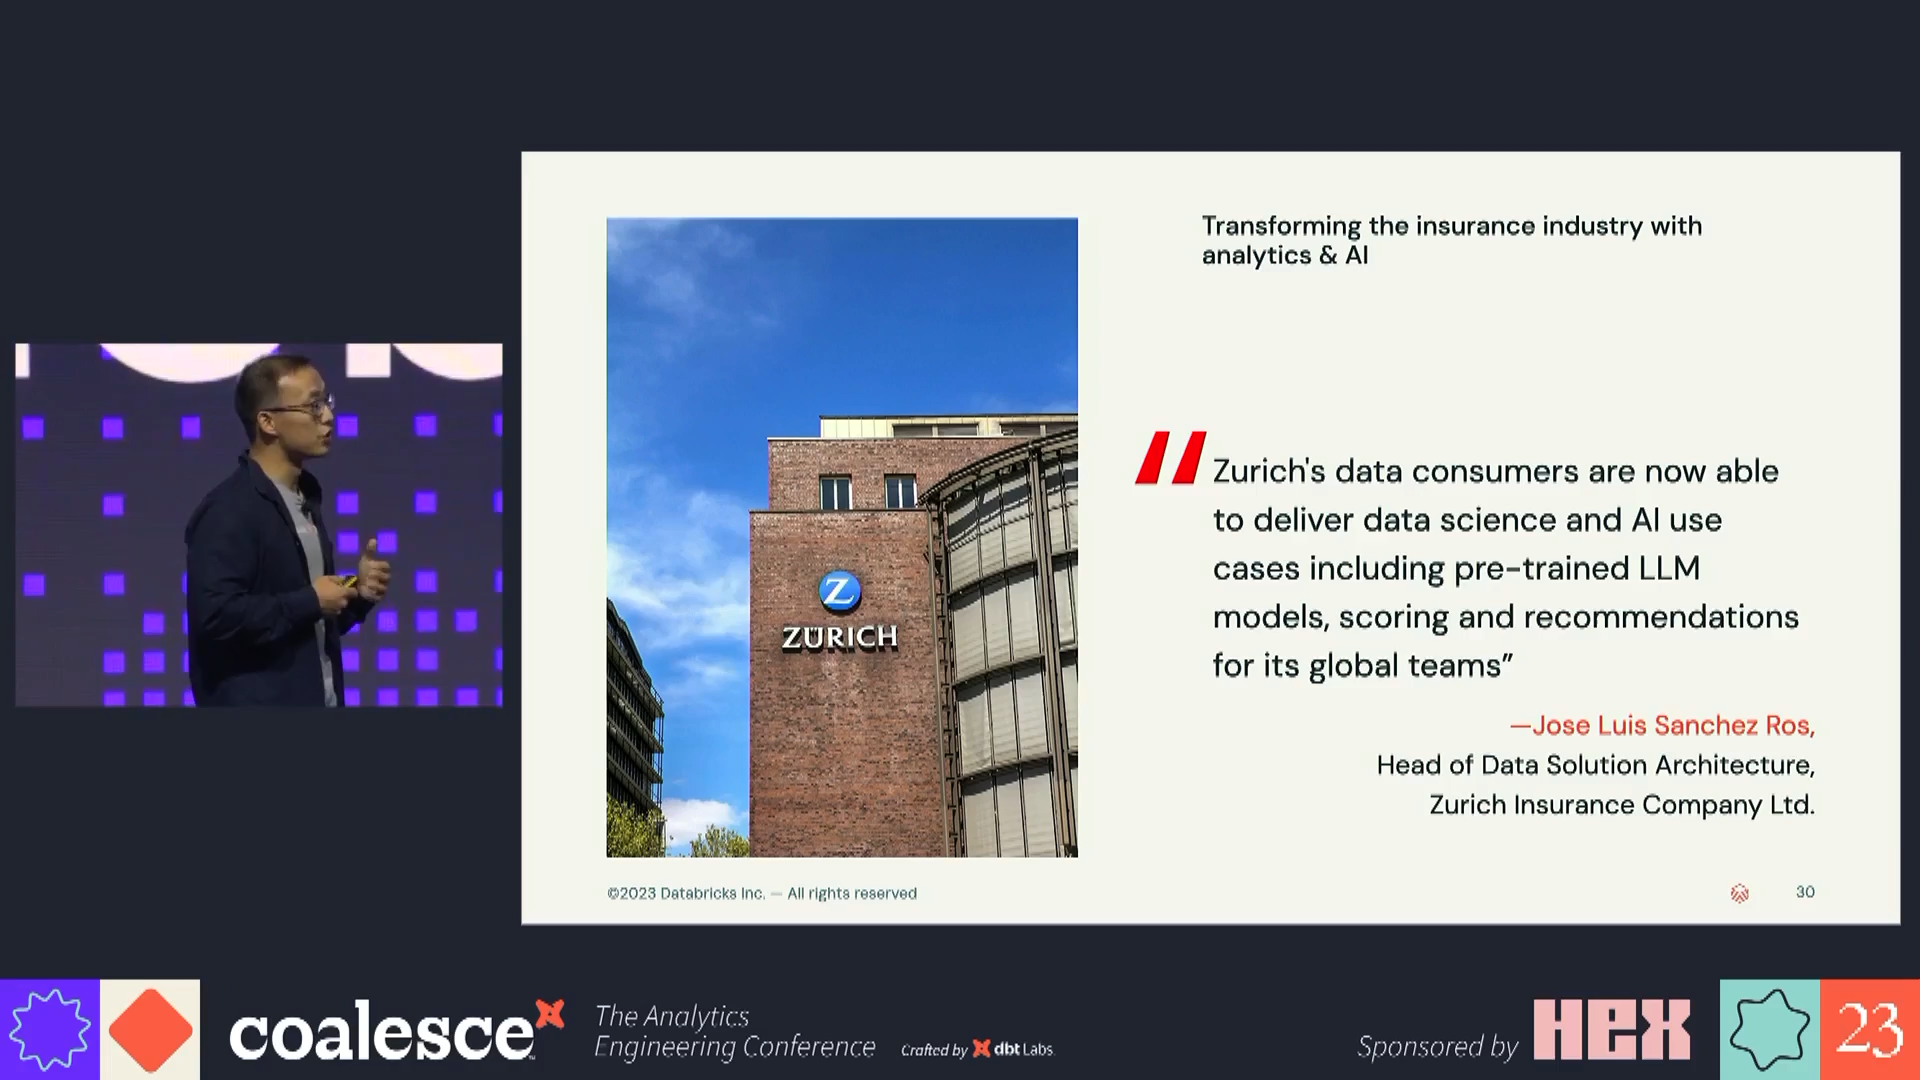 Transforming the insurance industry with
analytics & AI
Zurich's data consumers are now able
to deliver data science and AI use
cases including pre-trained LLM
models, scoring and recommendations
for its global teams”
—Jose Luis Sanchez Ros,
Head of Data Solution Architecture,
Zurich Insurance Company Ltd.
Z
ZURICH
©2023 Databricks Inc. — All rights reserved
30
coalesce
The Analytics
Engineering Conference
Crafted by dbt Labs
Sponsored by
HEX
23